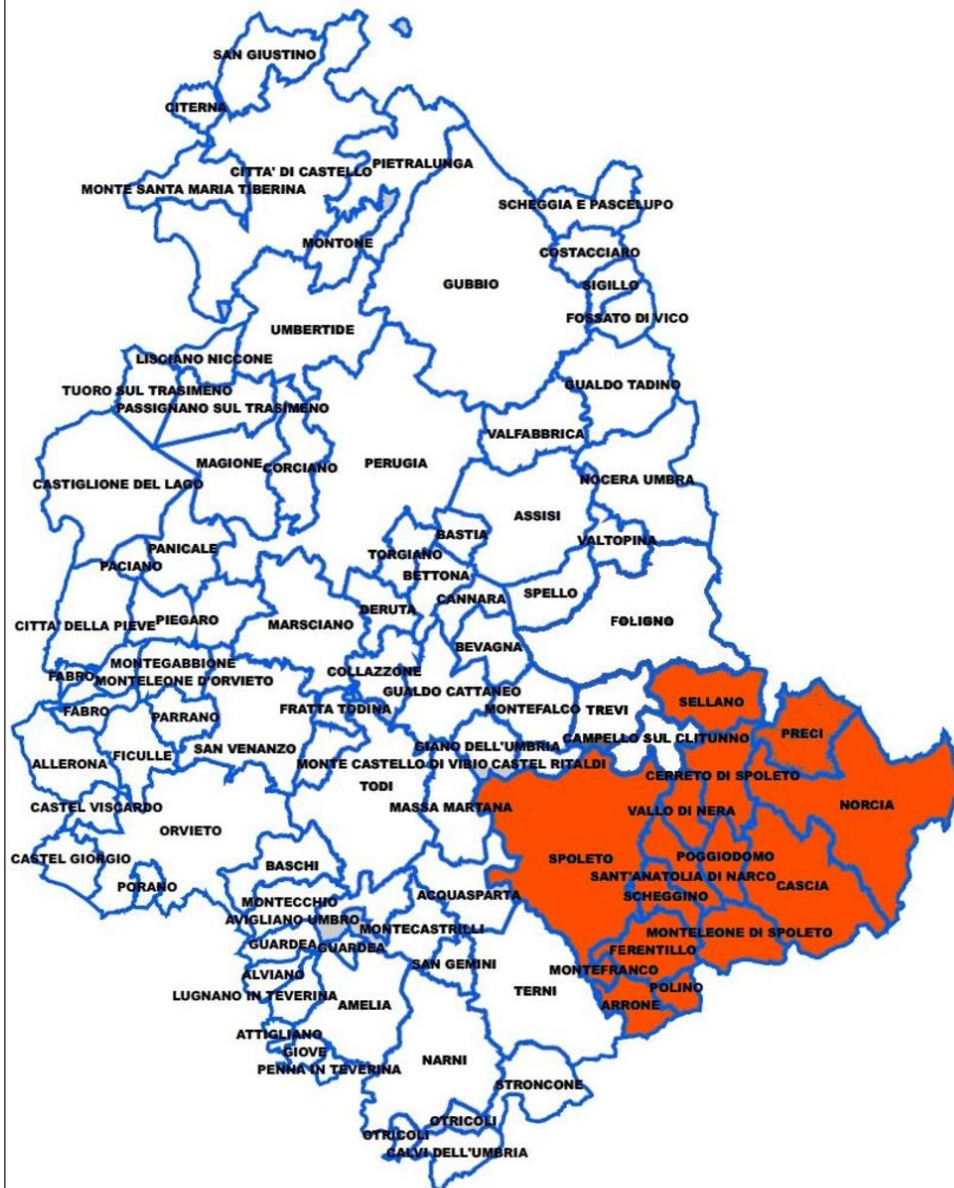 SAN GIUSTINO
CITERNA
PIETRALUNGA
CITTA' DI CASTELLO
MONTE SANTA MARIA TIBERINA
SCHEGGIA E PASCELUPO
MONTONE
COSTACCIARO
GUBBIO
SIGILLO
FOSSATO DI VICO
UMBERTIDE
LISCIANO NICCONE
GUALDO TADINO
TUORO SUL TRASIMENO
PASSIGNANO SUL TRASIMENO
VALFABBRICA
MAGIONE
CORCIANO
PERUGIA
NOCERA UMBRA
CASTIGLIONE DEL LAGO
ASSISI
BASTIA
VALTOPINA
PANICALE
TORGIANO
PACIANO
BETTONA
SPELLO
CANNARA
DERUTA
CITTA' DELLA PIEVE
PIEGARO
MARSCIANO
FOLIGNO
BEVAGNA
MONTEGABBIONE
COLLAZZONE
FABRO
MONTELEONE D'ORVIETO
GUALDO CATTANEO
SELLANO
FRATTA TODINA
MONTEFALCO
TREVI
FABRO
PARRANO
PRECI
CAMPELLO SUL CLITUNNO
SAN VENANZO
GIANO DELL'UMBRIA
FICULLE
ALLERONA
MONTE CASTELLO DI VIBIO
CASTEL RITALDI
CERRETO DI SPOLETO
TODI
NORCIA
CASTEL VISCARDO
MASSA MARTANA
VALLO DI NERA
ORVIETO
CASTEL GIORGIO
SPOLETO
POGGIODOMO
BASCHI
SANT'ANATOLIA DI NARCO
CASCIA
PORANO
ACQUASPARTA
SCHEGGINO
MONTECCHIO
AVIGLIANO UMBRO
MONTECASTRILLI
MONTELEONE DI SPOLETO
GUARDEA
GUARDEA
FERENTILLO
SAN GEMINI
MONTEFRANCO
ALVIANO
POLINO
TERNI
LUGNANO IN TEVERINA
AMELIA
ARRONE
ATTIGLIANO
GIOVE
NARNI
PENNA IN TEVERINA
STRONCONE
OTRICOLI
OTRICOLI
CALVI DELL'UMBRIA